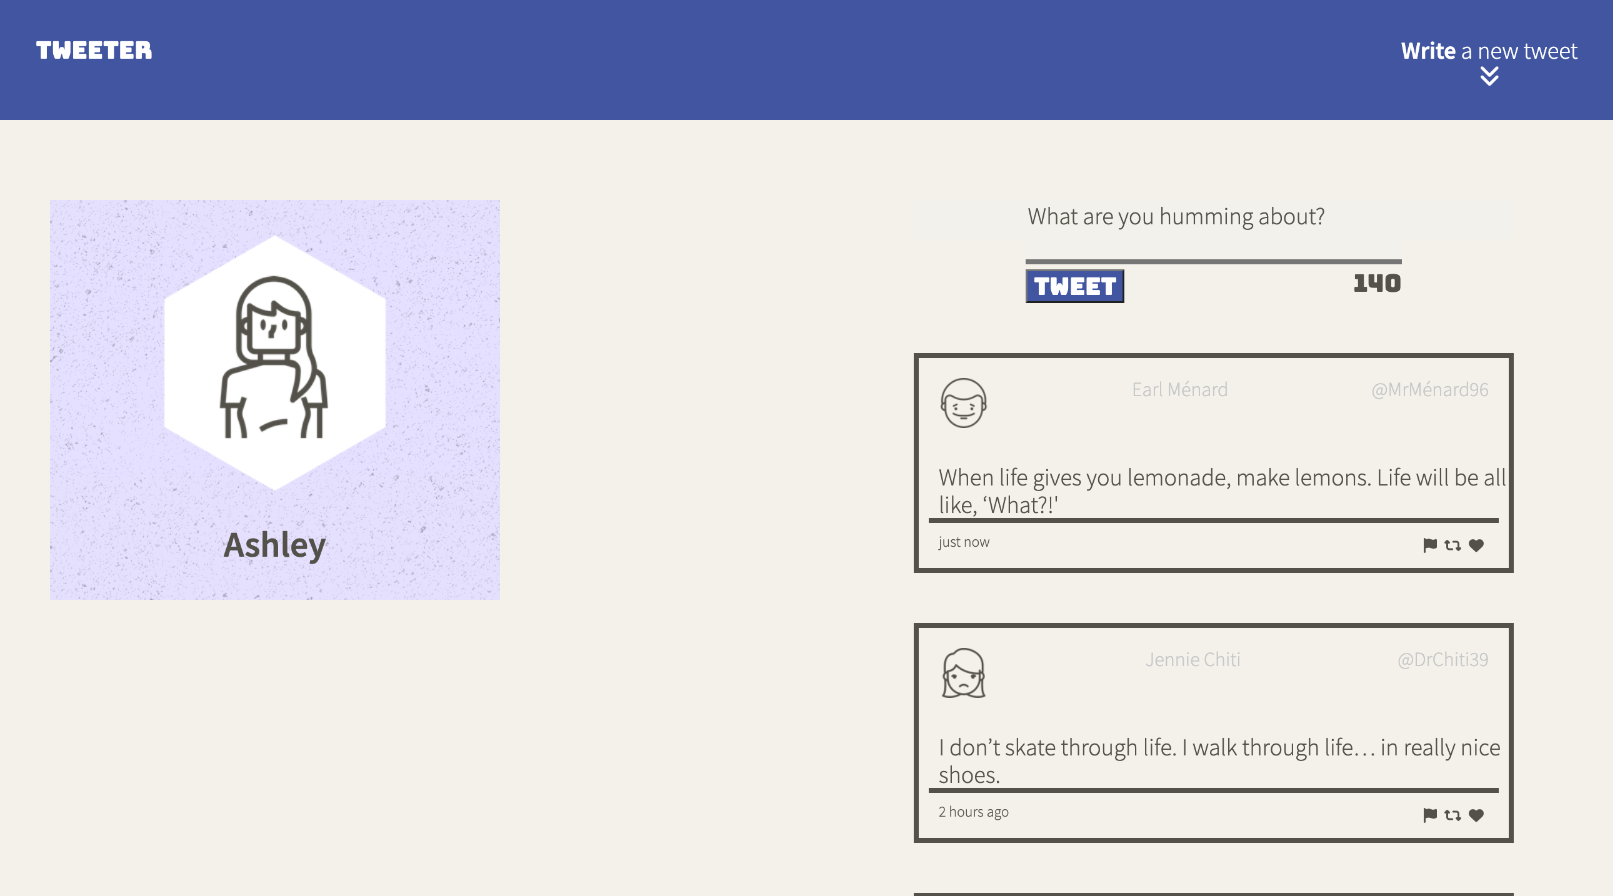 TWEETER
Write a new tweet
Ashley
What are you humming about?
TWEET
140
Earl Ménard
@MrMénard96
When life gives you lemonade, make lemons. Life will be all
like, ‘What?!'
just now
Jennie Chiti
@DrChiti39
I don’t skate through life. I walk through life… in really nice
shoes.
2 hours ago